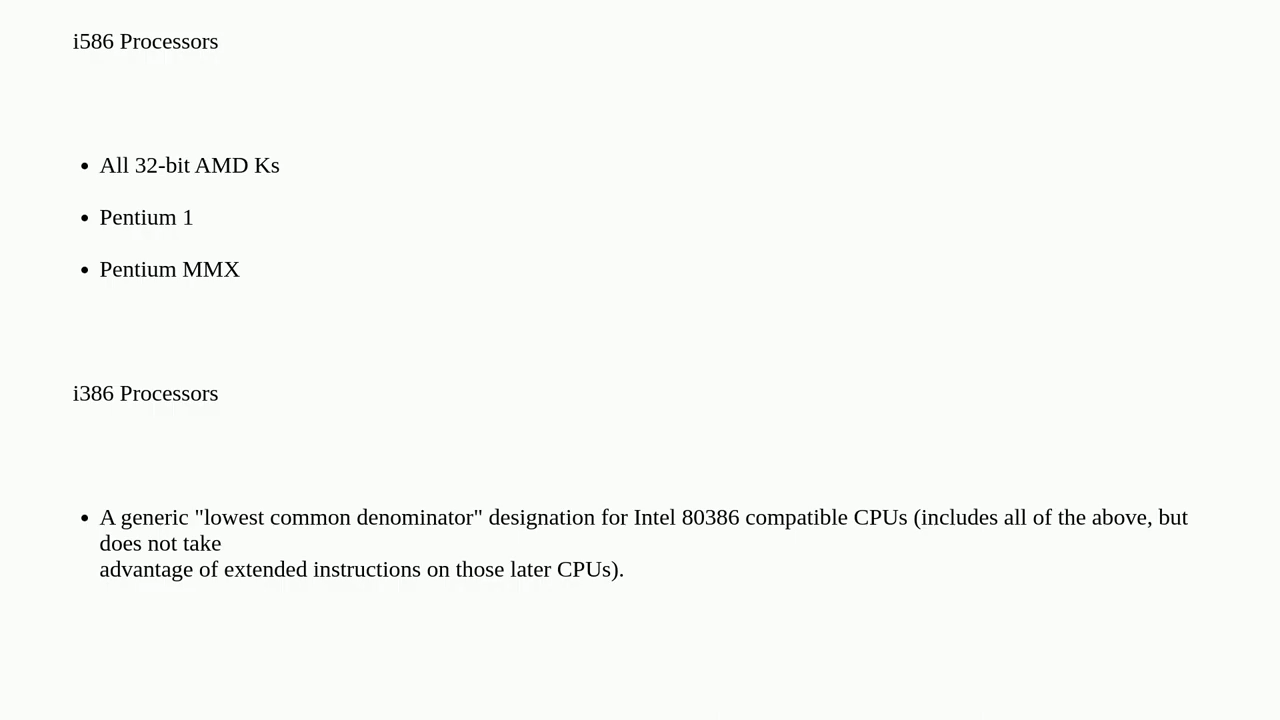 i586 Processors
• All 32-bit AMD Ks
• Pentium 1
• Pentium MMX
i386 Processors
• A generic "lowest common denominator" designation for Intel 80386 compatible CPUs (includes all of the above, but
does not take
advantage of extended instructions on those later CPUs).